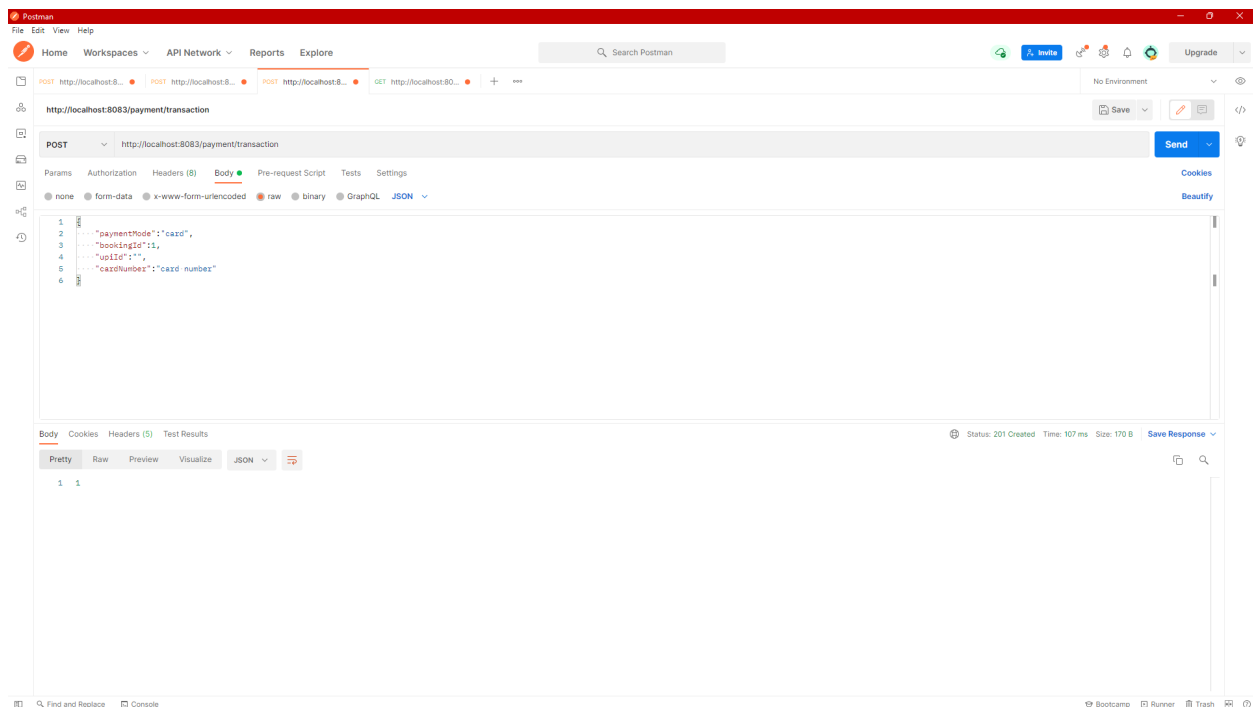 Postman
File Edit View Help
Home Workspaces API Network Reports Explore Search Postman Invite Upgrade
POST http://localhost:8... POST http://localhost:8... POST http://localhost:8... GET http://localhost:80... No Environment
http://localhost:8083/payment/transaction Save
POST http://localhost:8083/payment/transaction Send
Params Authorization Headers (8) Body Pre-request Script Tests Settings Cookies
none form-data x-www-form-urlencoded raw binary GraphQL JSON Beautify
1 {
2 "paymentMode":"card",
3 "bookingId":1,
4 "upiId":"",
5 "cardNumber":"card number"
6 }
Body Cookies Headers (5) Test Results Status: 201 Created Time: 107 ms Size: 170 B Save Response
Pretty Raw Preview Visualize JSON
1 1
Find and Replace Console Bootcamp Runner Trash